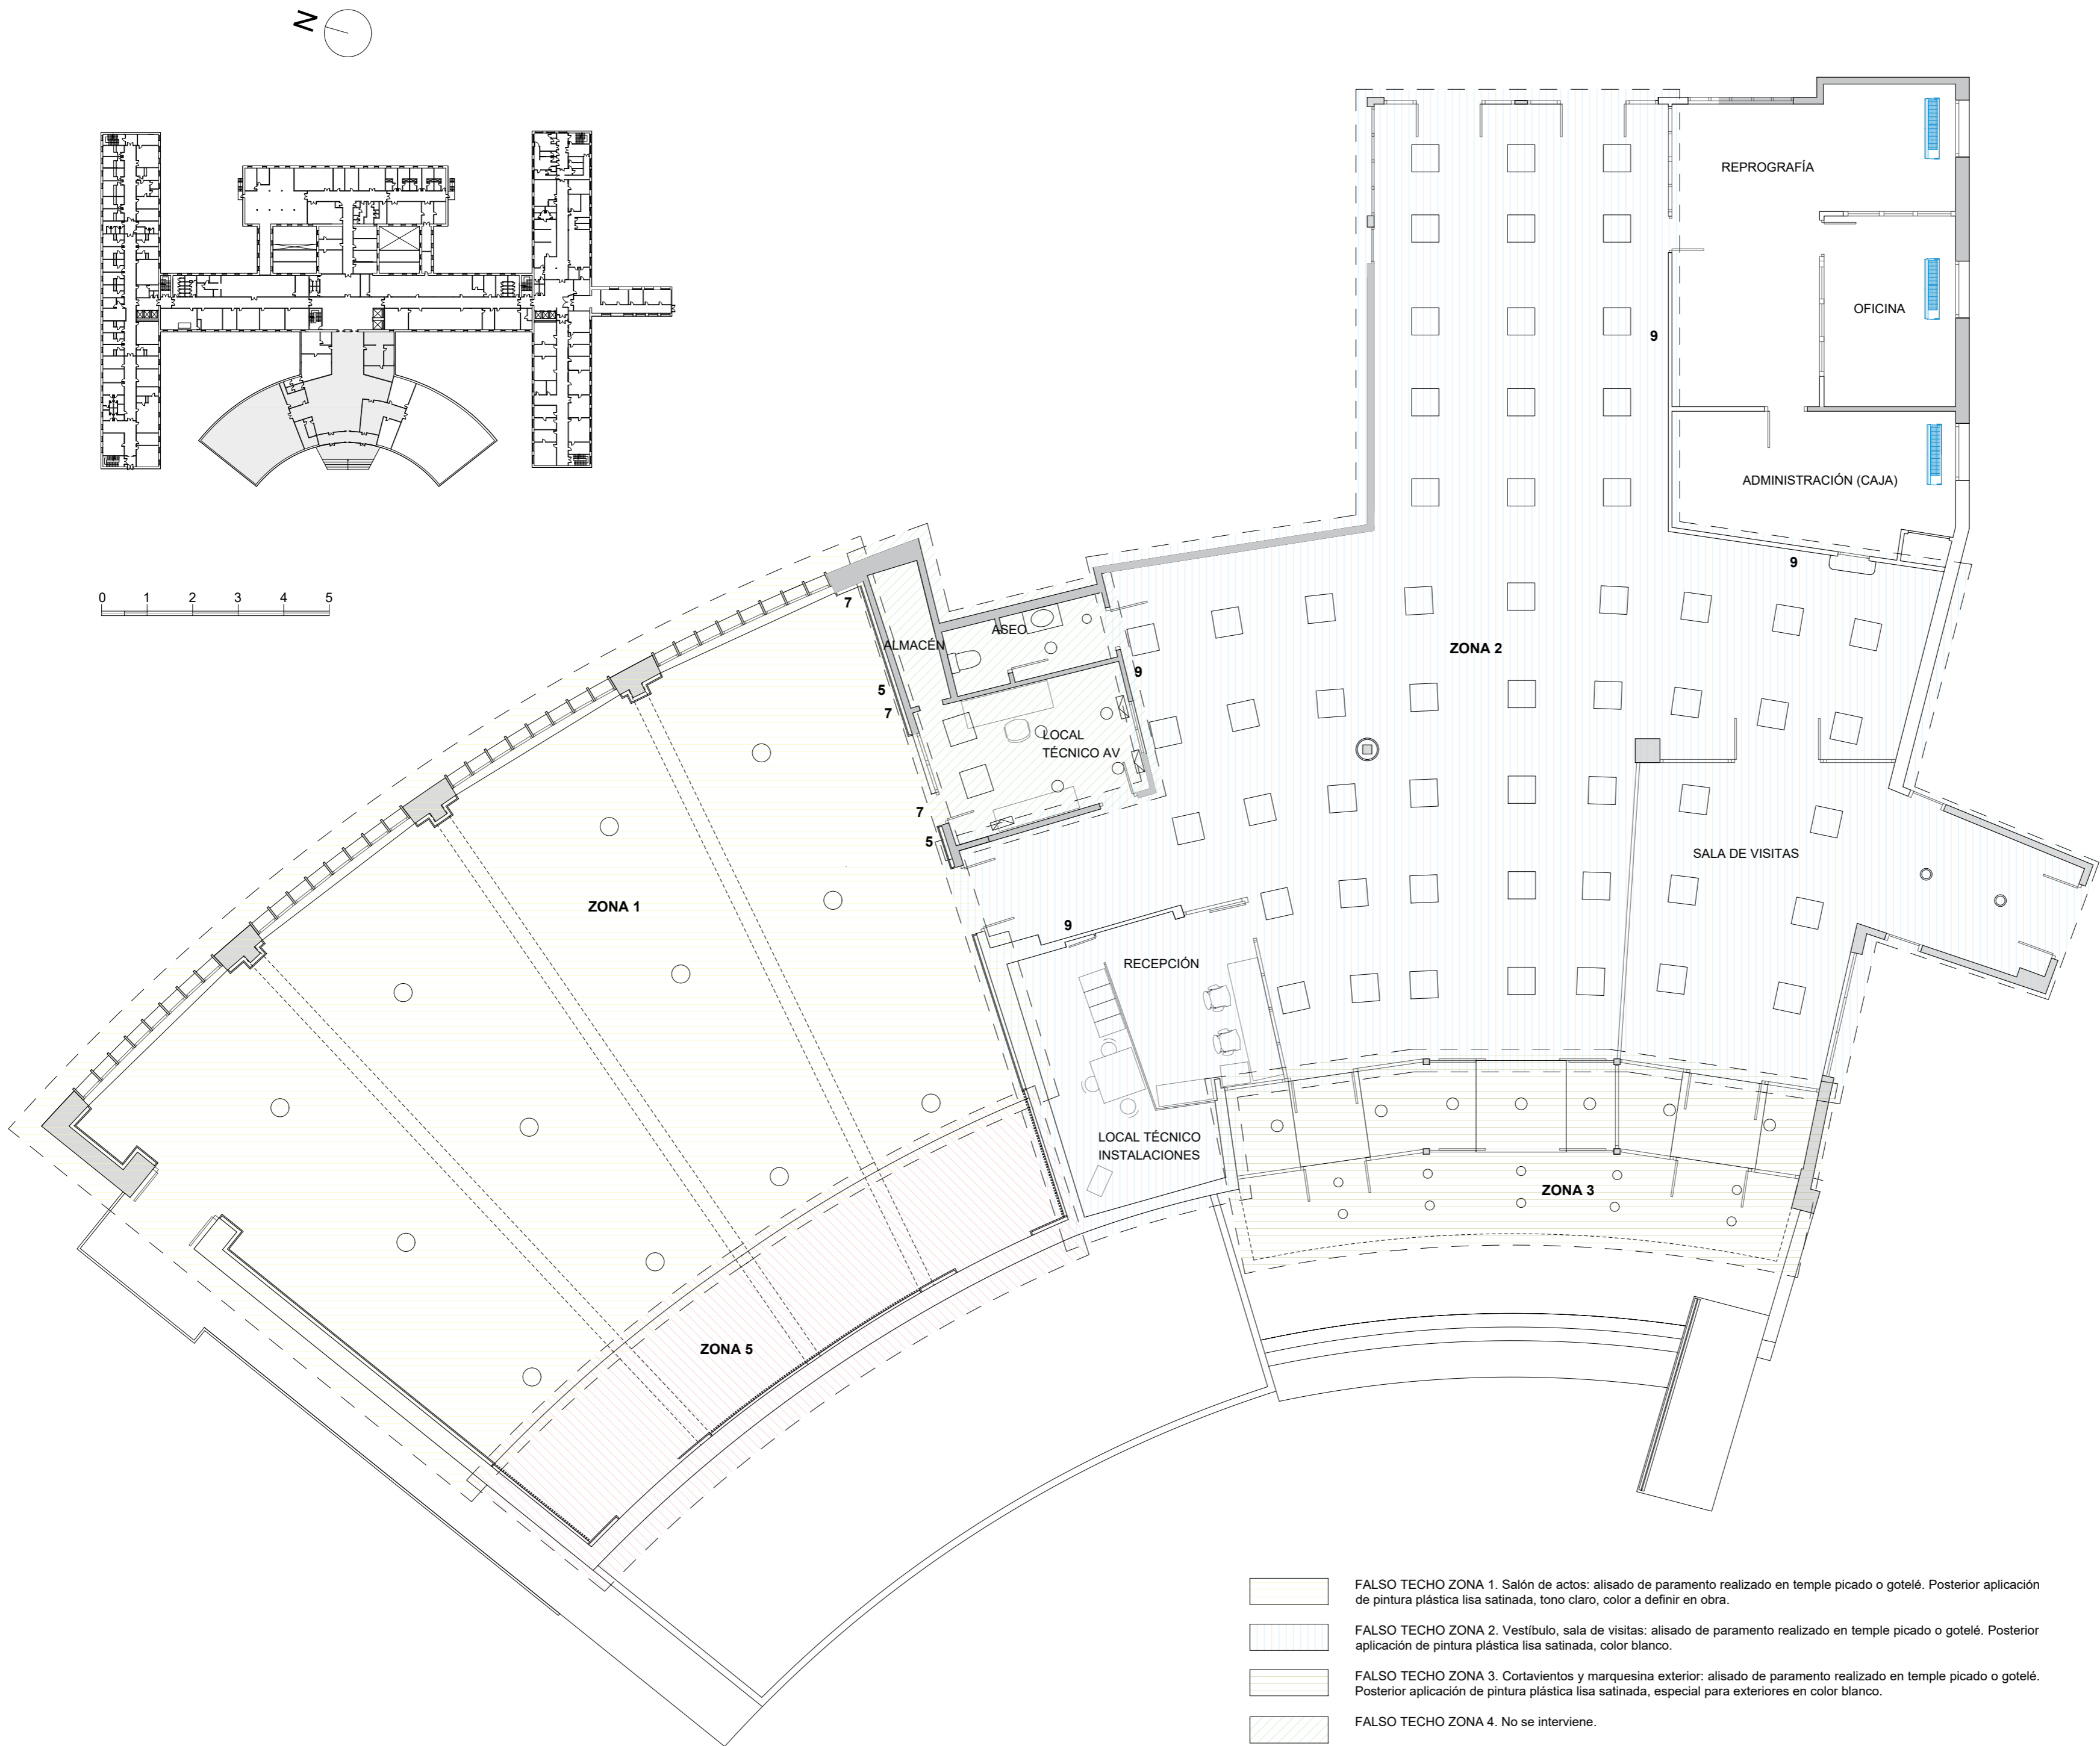 N
0 1 2 3 4 5
REPROGRAFÍA
OFICINA
9
ADMINISTRACIÓN (CAJA)
9
7
ALMACÉN
ASEO
ZONA 2
9
5
7
LOCAL
TÉCNICO AV
7
5
SALA DE VISITAS
ZONA 1
9
RECEPCIÓN
LOCAL TÉCNICO
INSTALACIONES
ZONA 3
ZONA 5
FALSO TECHO ZONA 1. Salón de actos: alisado de paramento realizado en temple picado o gotelé. Posterior aplicación
de pintura plástica lisa satinada, tono claro, color a definir en obra.
FALSO TECHO ZONA 2. Vestíbulo, sala de visitas: alisado de paramento realizado en temple picado o gotelé. Posterior
aplicación de pintura plástica lisa satinada, color blanco.
FALSO TECHO ZONA 3. Cortavientos y marquesina exterior: alisado de paramento realizado en temple picado o gotelé.
Posterior aplicación de pintura plástica lisa satinada, especial para exteriores en color blanco.
FALSO TECHO ZONA 4. No se interviene.